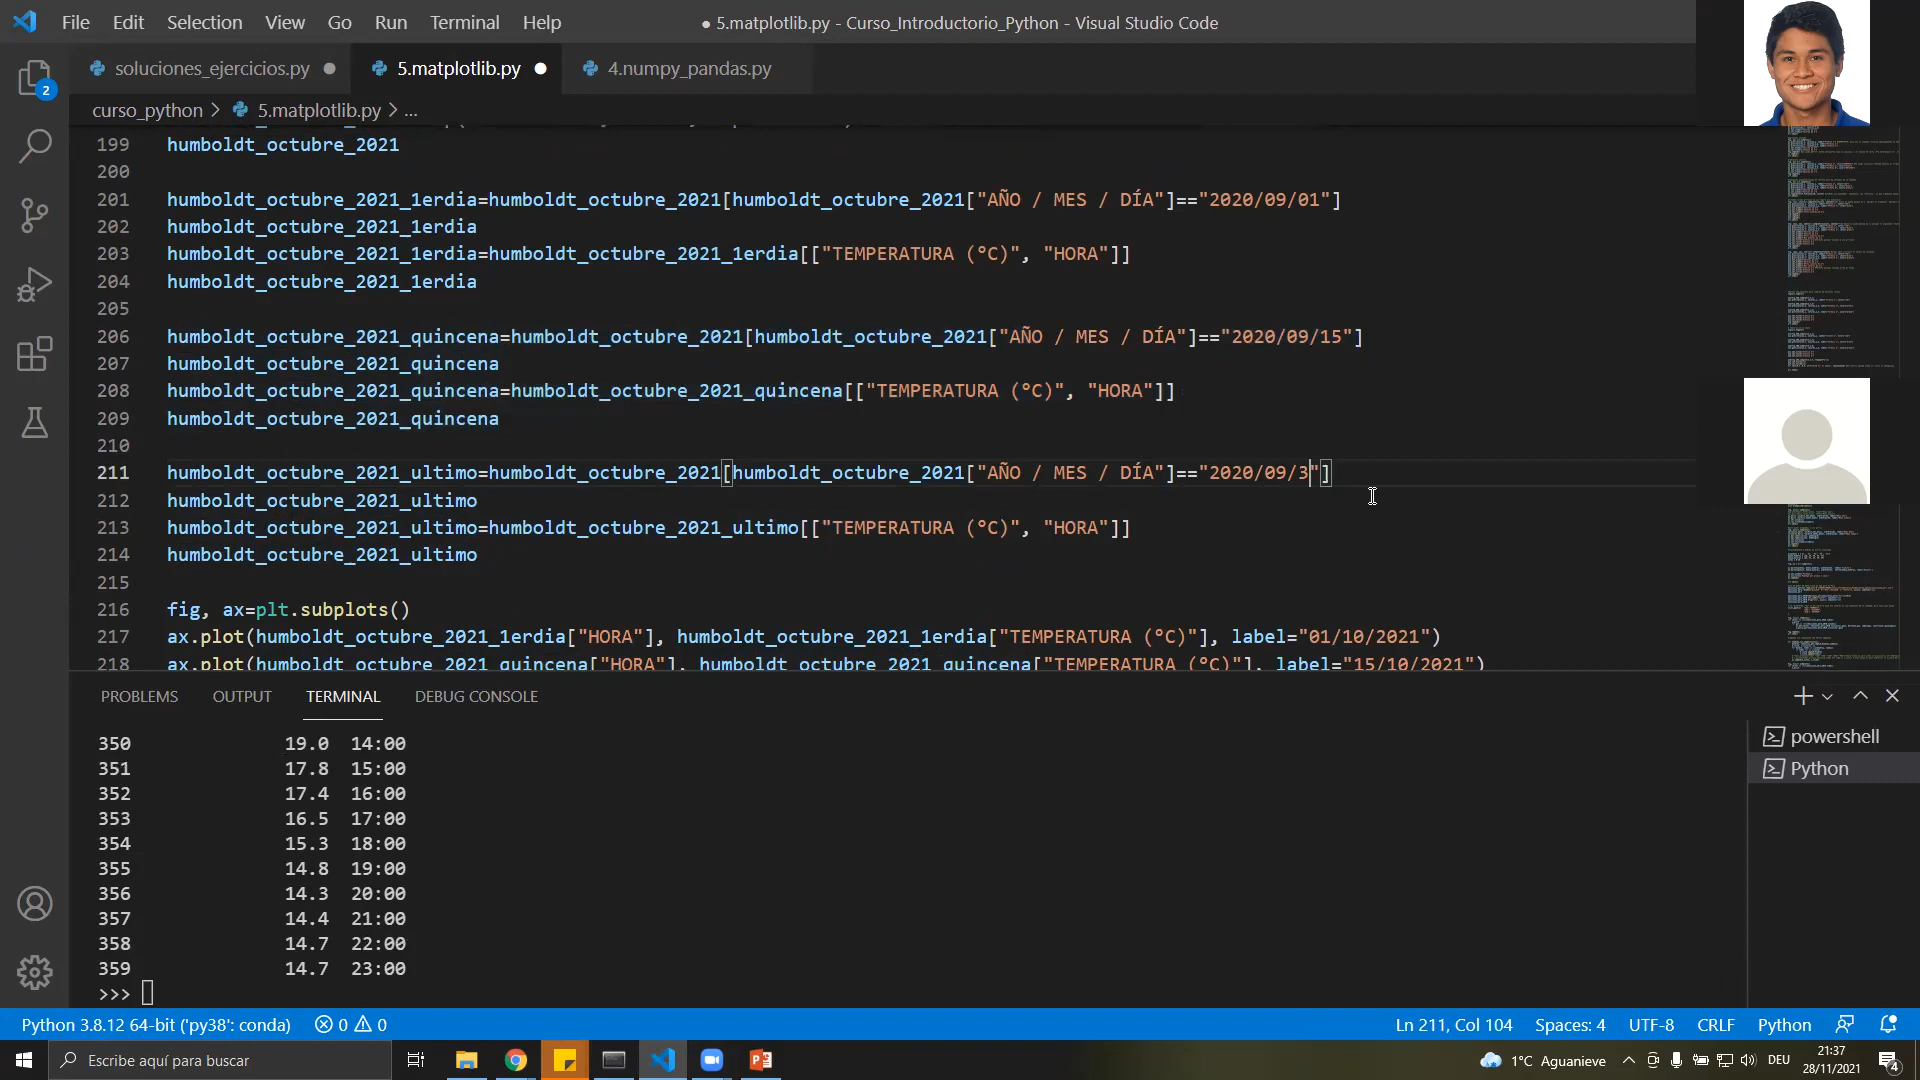 File Edit Selection View Go Run Terminal Help
● 5.matplotlib.py - Curso_Introductorio_Python - Visual Studio Code
soluciones_ejercicios.py
5.matplotlib.py
4.numpy_pandas.py
2
curso_python > 5.matplotlib.py > ...
199 humboldt_octubre_2021
200
201 humboldt_octubre_2021_1erdia=humboldt_octubre_2021[humboldt_octubre_2021["AÑO / MES / DÍA"]=="2020/09/01"]
202 humboldt_octubre_2021_1erdia
203 humboldt_octubre_2021_1erdia=humboldt_octubre_2021_1erdia[["TEMPERATURA (°C)", "HORA"]]
204 humboldt_octubre_2021_1erdia
205
206 humboldt_octubre_2021_quincena=humboldt_octubre_2021[humboldt_octubre_2021["AÑO / MES / DÍA"]=="2020/09/15"]
207 humboldt_octubre_2021_quincena
208 humboldt_octubre_2021_quincena=humboldt_octubre_2021_quincena[["TEMPERATURA (°C)", "HORA"]]
209 humboldt_octubre_2021_quincena
210
211 humboldt_octubre_2021_ultimo=humboldt_octubre_2021[humboldt_octubre_2021["AÑO / MES / DÍA"]=="2020/09/3"]
212 humboldt_octubre_2021_ultimo
213 humboldt_octubre_2021_ultimo=humboldt_octubre_2021_ultimo[["TEMPERATURA (°C)", "HORA"]]
214 humboldt_octubre_2021_ultimo
215
216 fig, ax=plt.subplots()
217 ax.plot(humboldt_octubre_2021_1erdia["HORA"], humboldt_octubre_2021_1erdia["TEMPERATURA (°C)"], label="01/10/2021")
218 ax.plot(humboldt_octubre_2021_quincena["HORA"], humboldt_octubre_2021_quincena["TEMPERATURA (°C)"], label="15/10/2021")
PROBLEMS OUTPUT TERMINAL DEBUG CONSOLE
350 19.0 14:00
351 17.8 15:00
352 17.4 16:00
353 16.5 17:00
354 15.3 18:00
355 14.8 19:00
356 14.3 20:00
357 14.4 21:00
358 14.7 22:00
359 14.7 23:00
>>>
powershell
Python
Python 3.8.12 64-bit ('py38': conda) 0 0
Ln 211, Col 104 Spaces: 4 UTF-8 CRLF Python
Escribe aquí para buscar
1°C Aguanieve
DEU
21:37
28/11/2021
4